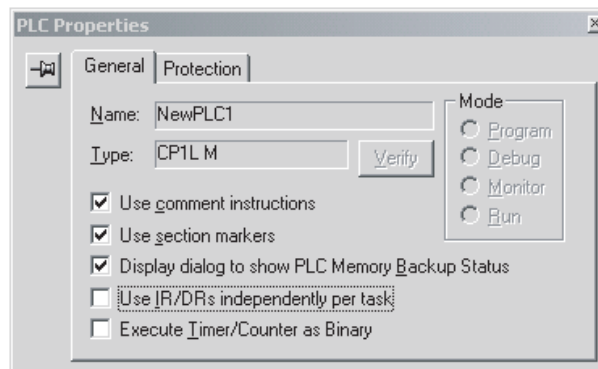 PLC Properties
General Protection
Name: NewPLC1
Type: CP1L M Verify
Mode
Program
Debug
Monitor
Run
Use comment instructions
Use section markers
Display dialog to show PLC Memory Backup Status
Use IR/DRs independently per task
Execute Timer/Counter as Binary